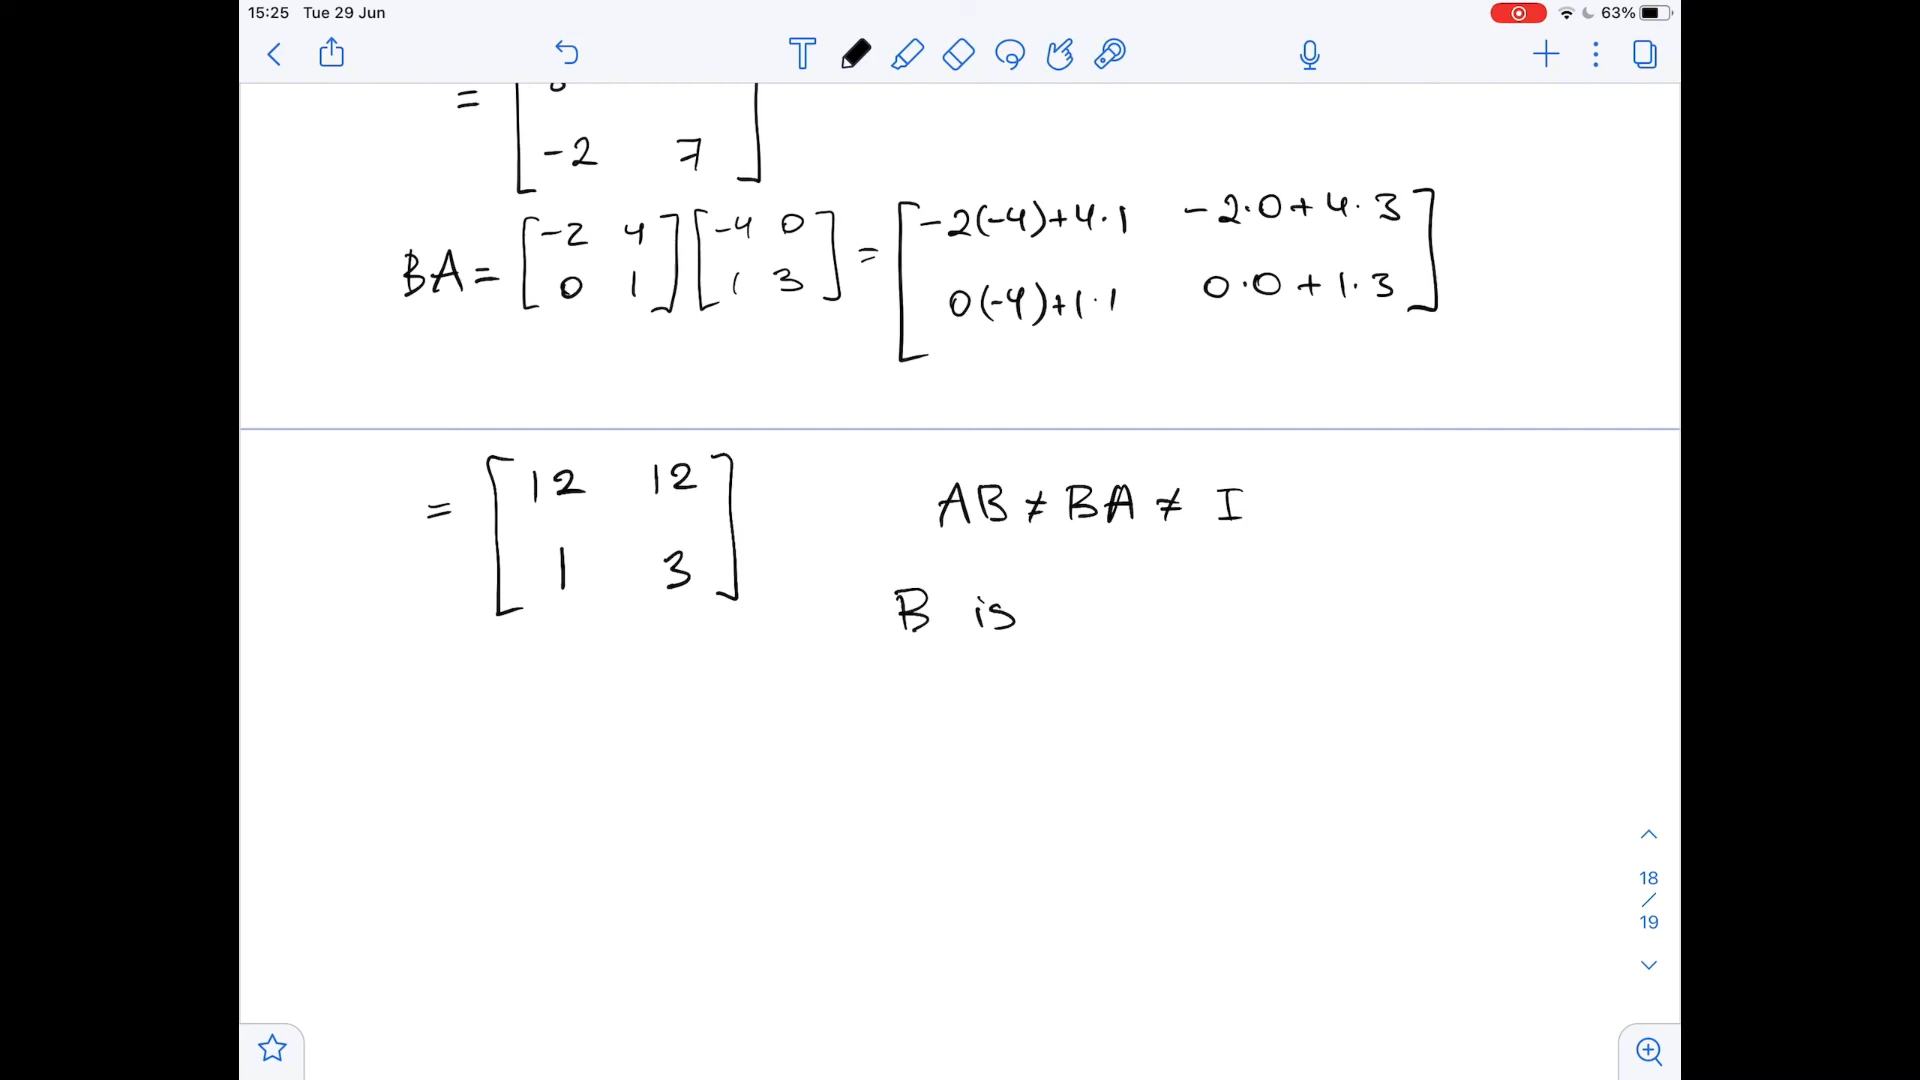 15:25 Tue 29 Jun 63%
T
=
-2 7
BA = [-2 4] [-4 0] = [-2(-4)+4·1 -2·0+4·3]
[0 1] [1 3] [0(-4)+1·1 0·0+1·3]
= [12 12]
[1 3]
AB ≠ BA ≠ I
B is
18
/
19